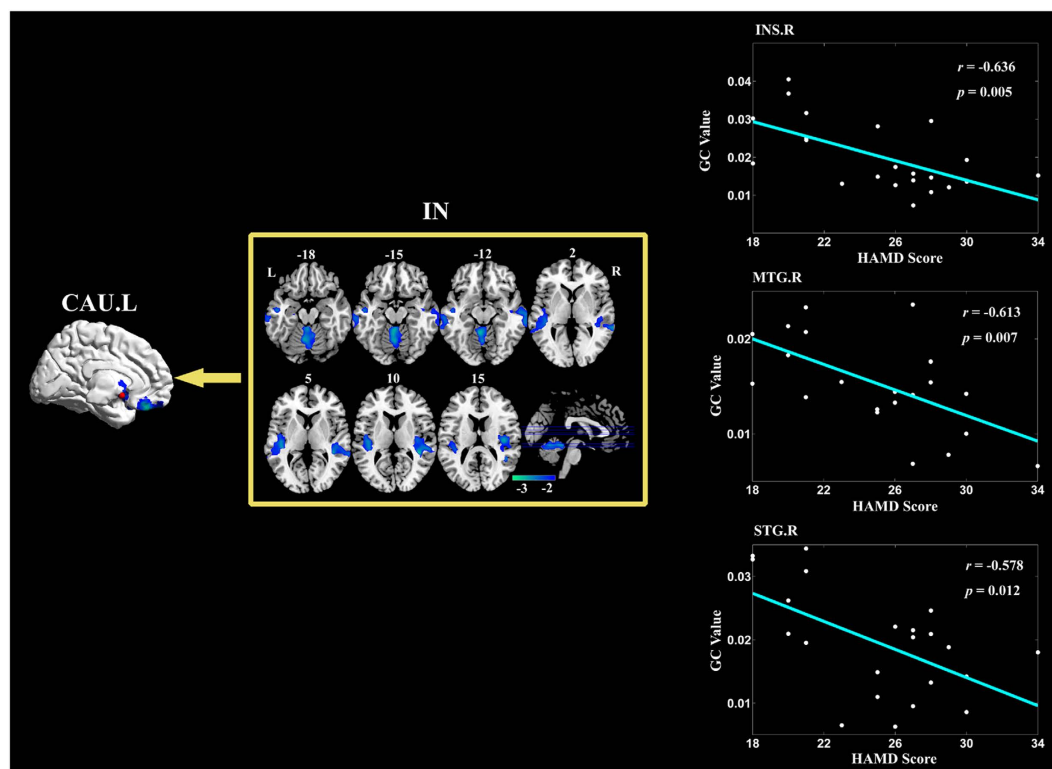 IN
CAU.L
-18
-15
-12
2
L
R
5
10
15
-3 -2
INS.R
r = -0.636
p = 0.005
GC Value
0.04
0.03
0.02
0.01
18 22 26 30 34
HAMD Score
MTG.R
r = -0.613
p = 0.007
GC Value
0.02
0.01
18 22 26 30 34
HAMD Score
STG.R
r = -0.578
p = 0.012
GC Value
0.03
0.02
0.01
18 22 26 30 34
HAMD Score